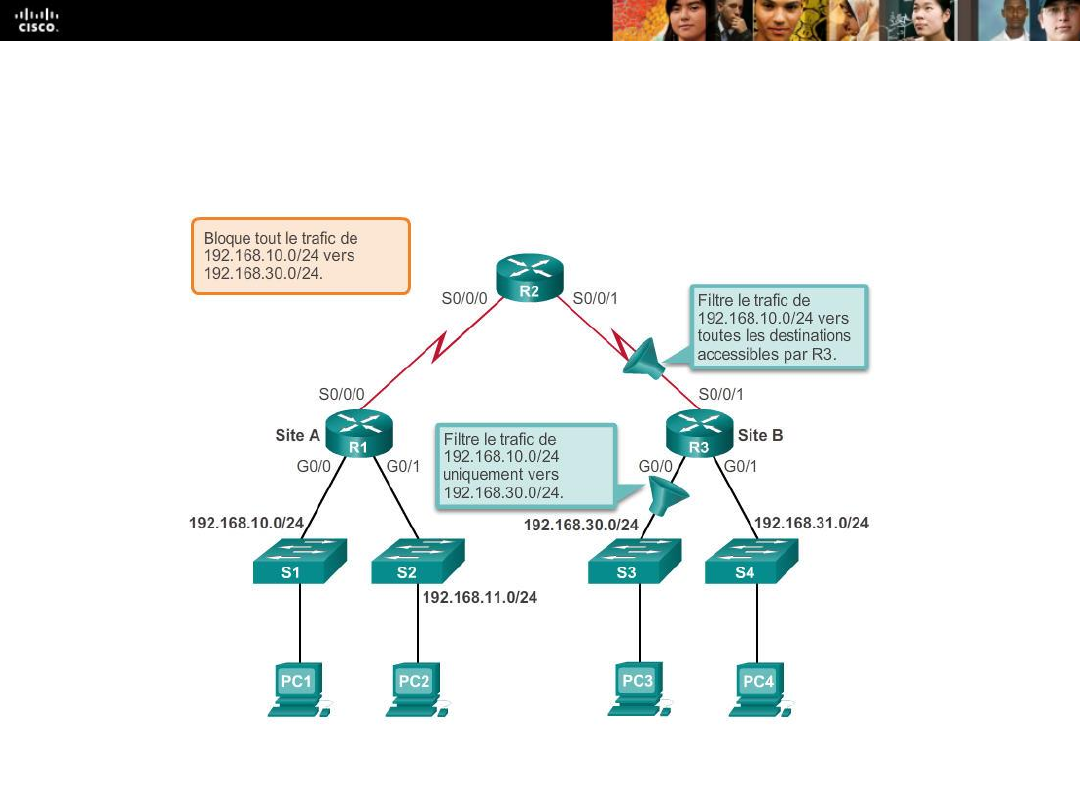 CISCO.
Bloque tout le trafic de
192.168.10.0/24 vers
192.168.30.0/24.
R2
S0/0/0
S0/0/1
Filtre le trafic de
192.168.10.0/24 vers
toutes les destinations
accessibles par R3.
S0/0/0
S0/0/1
Site A
R1
Filtre le trafic de
192.168.10.0/24
uniquement vers
192.168.30.0/24.
R3
Site B
G0/0
G0/1
G0/0
G0/1
192.168.10.0/24
192.168.30.0/24
192.168.31.0/24
S1
S2
S3
S4
192.168.11.0/24
PC1
PC2
PC3
PC4